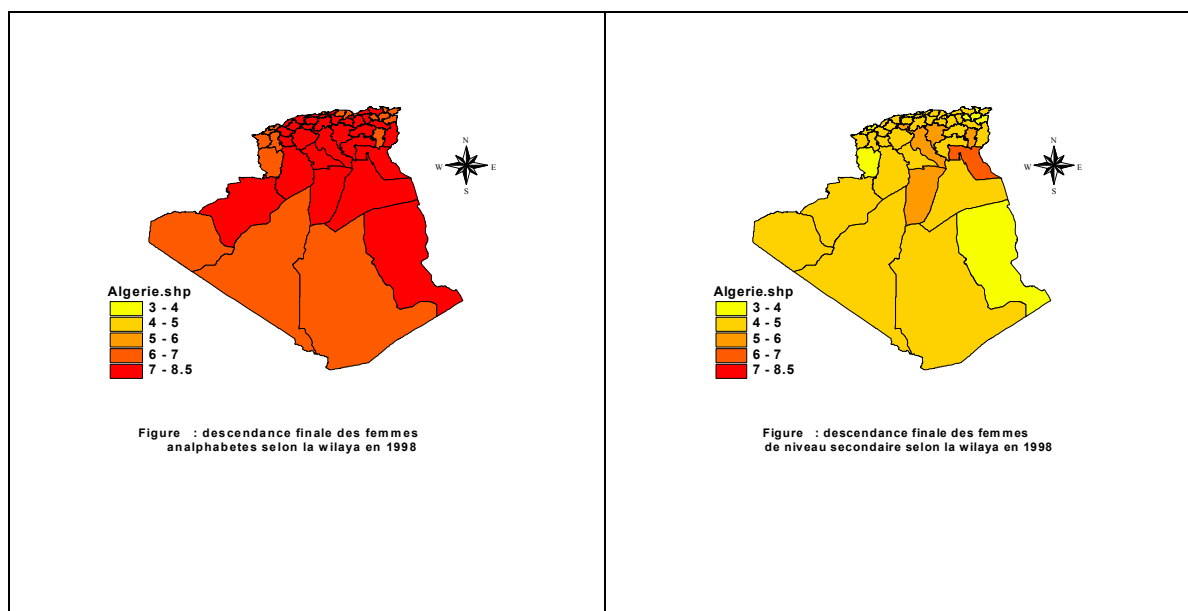 N
W E
S
Algerie.shp
3 - 4
4 - 5
5 - 6
6 - 7
7 - 8.5
Figure : descendance finale des femmes
analphabetes selon la wilaya en 1998
N
W E
S
Algerie.shp
3 - 4
4 - 5
5 - 6
6 - 7
7 - 8.5
Figure : descendance finale des femmes
de niveau secondaire selon la wilaya en 1998